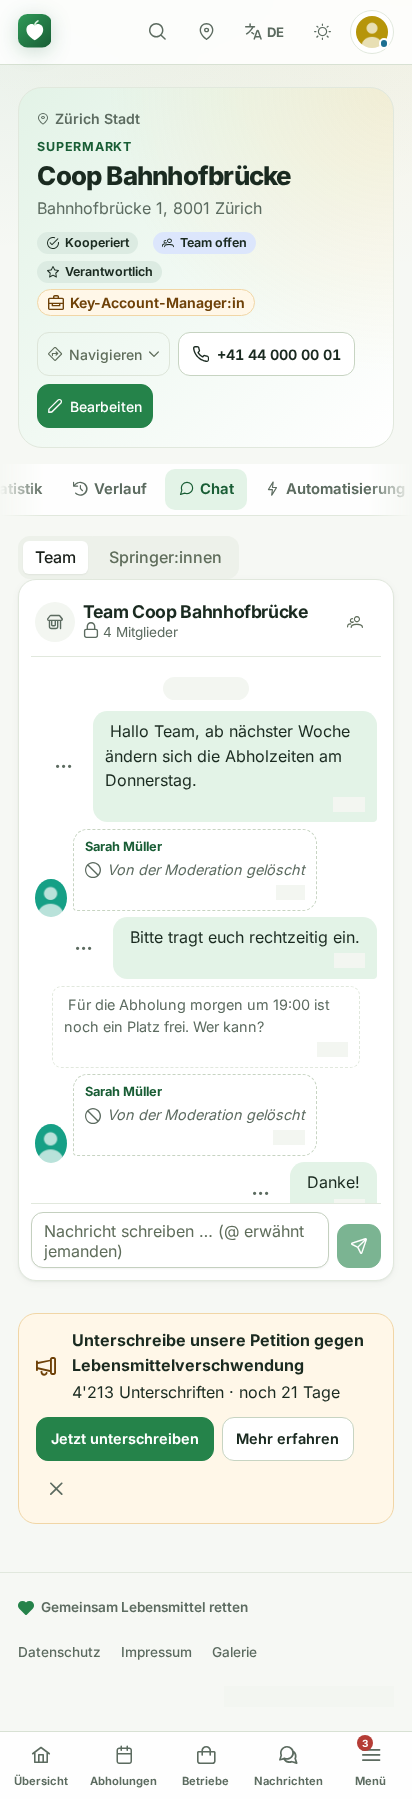 DE
Zürich Stadt
SUPERMARKT
Coop Bahnhofbrücke
Bahnhofbrücke 1, 8001 Zürich
Kooperiert
Team offen
Verantwortlich
Key-Account-Manager:in
Navigieren
+41 44 000 00 01
Bearbeiten
atistik Verlauf Chat Automatisierung
Team Springer:innen
Team Coop Bahnhofbrücke
4 Mitglieder
Hallo Team, ab nächster Woche
ändern sich die Abholzeiten am
Donnerstag.
Sarah Müller
Von der Moderation gelöscht
Bitte tragt euch rechtzeitig ein.
Für die Abholung morgen um 19:00 ist
noch ein Platz frei. Wer kann?
Sarah Müller
Von der Moderation gelöscht
Danke!
Nachricht schreiben … (@ erwähnt
jemanden)
Unterschreibe unsere Petition gegen
Lebensmittelverschwendung
4'213 Unterschriften · noch 21 Tage
Jetzt unterschreiben
Mehr erfahren
Gemeinsam Lebensmittel retten
Datenschutz Impressum Galerie
3
Übersicht Abholungen Betriebe Nachrichten Menü